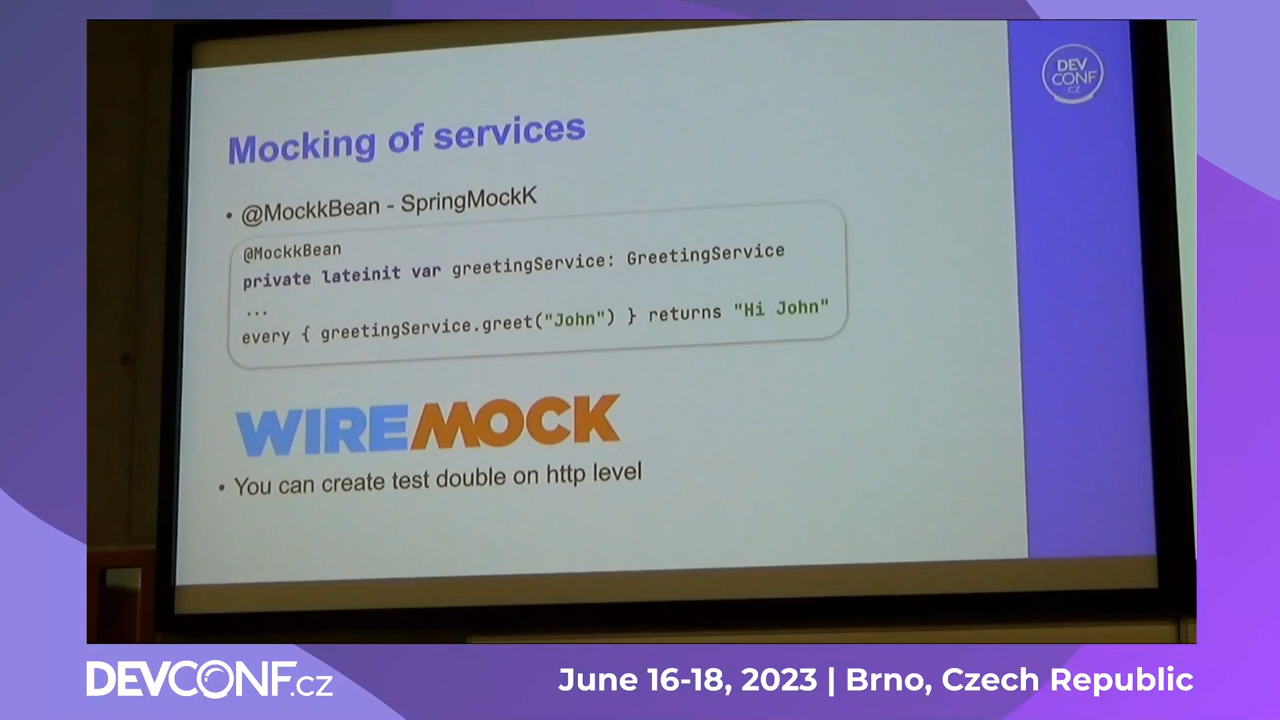 DEV
CONF
.CZ
Mocking of services
• @MockkBean - SpringMockK
@MockkBean
private lateinit var greetingService: GreetingService
...
every { greetingService.greet("John") } returns "Hi John"
WIREMOCK
• You can create test double on http level
DEVCONF.CZ
June 16-18, 2023 | Brno, Czech Republic